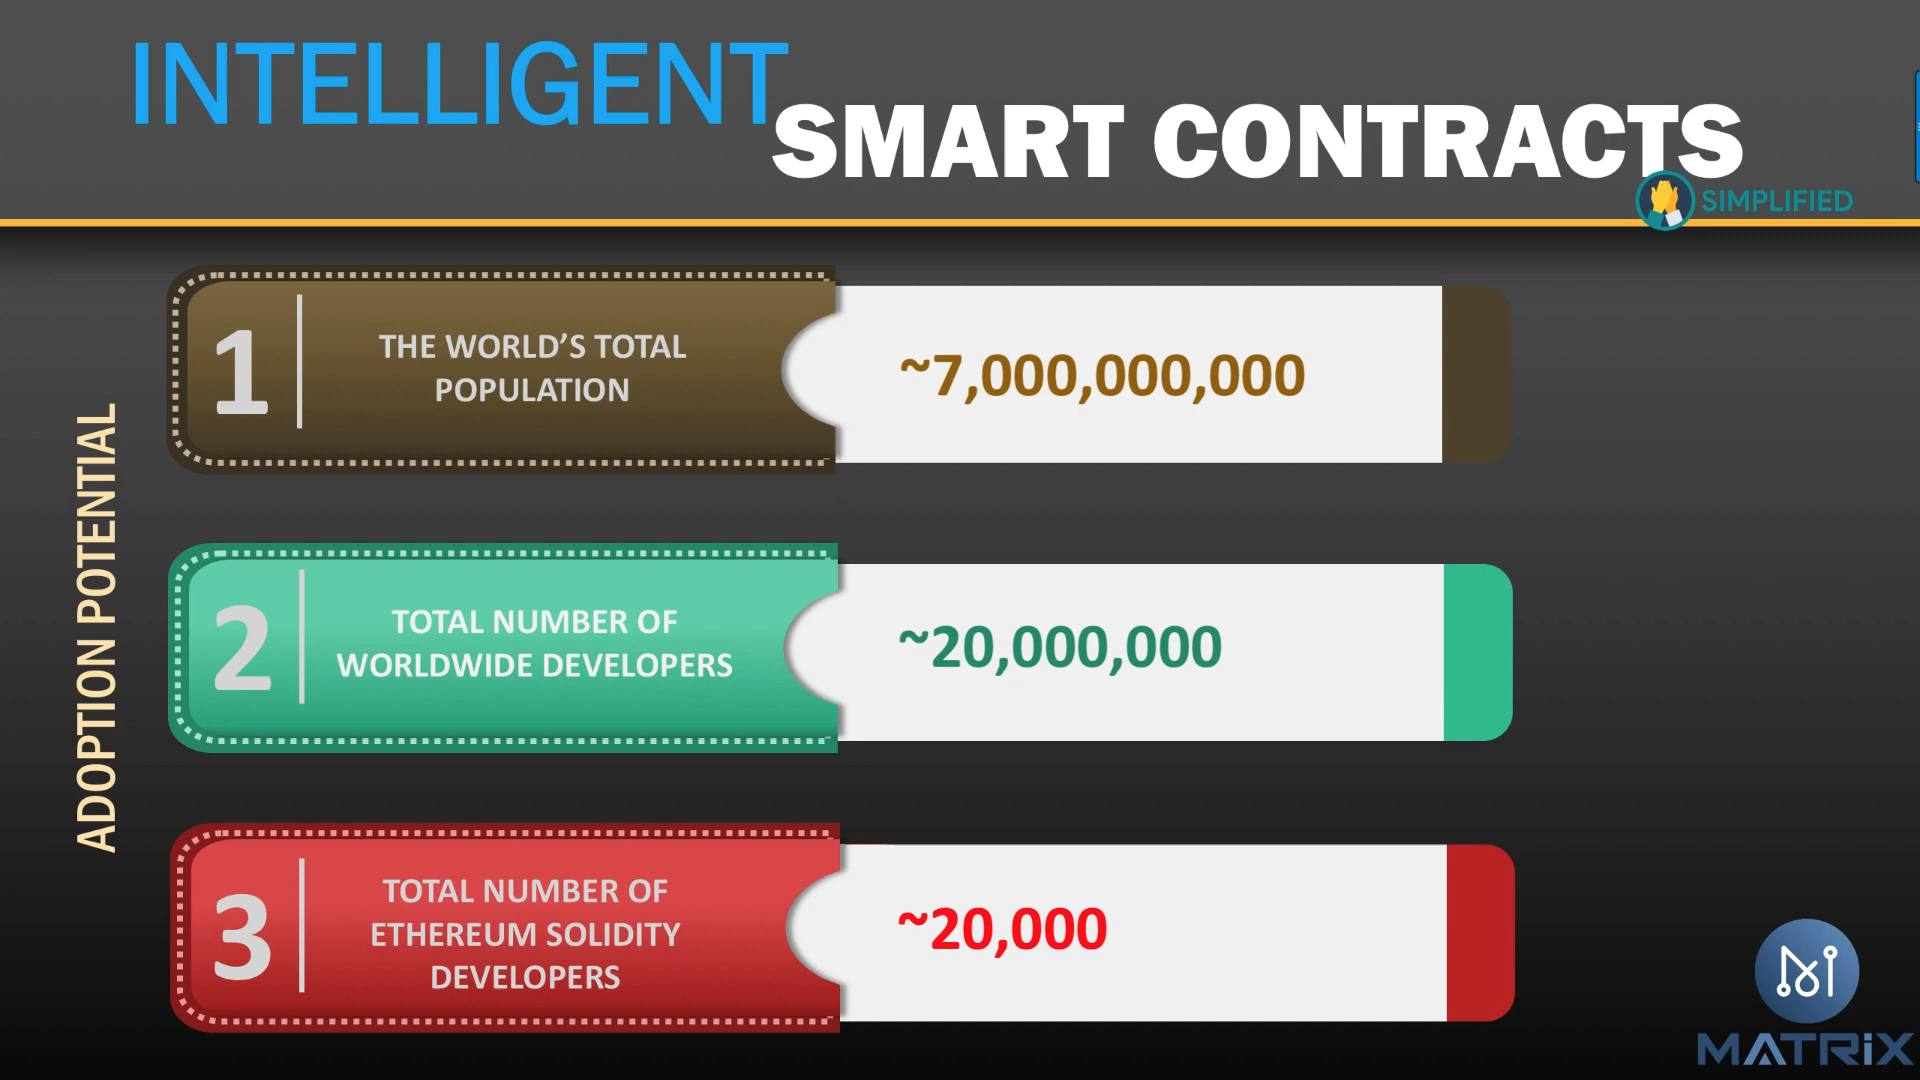 INTELLIGENT
SMART CONTRACTS
SIMPLIFIED
ADOPTION POTENTIAL
1
THE WORLD’S TOTAL
POPULATION
~7,000,000,000
2
TOTAL NUMBER OF
WORLDWIDE DEVELOPERS
~20,000,000
3
TOTAL NUMBER OF
ETHEREUM SOLIDITY
DEVELOPERS
~20,000
MATRiX